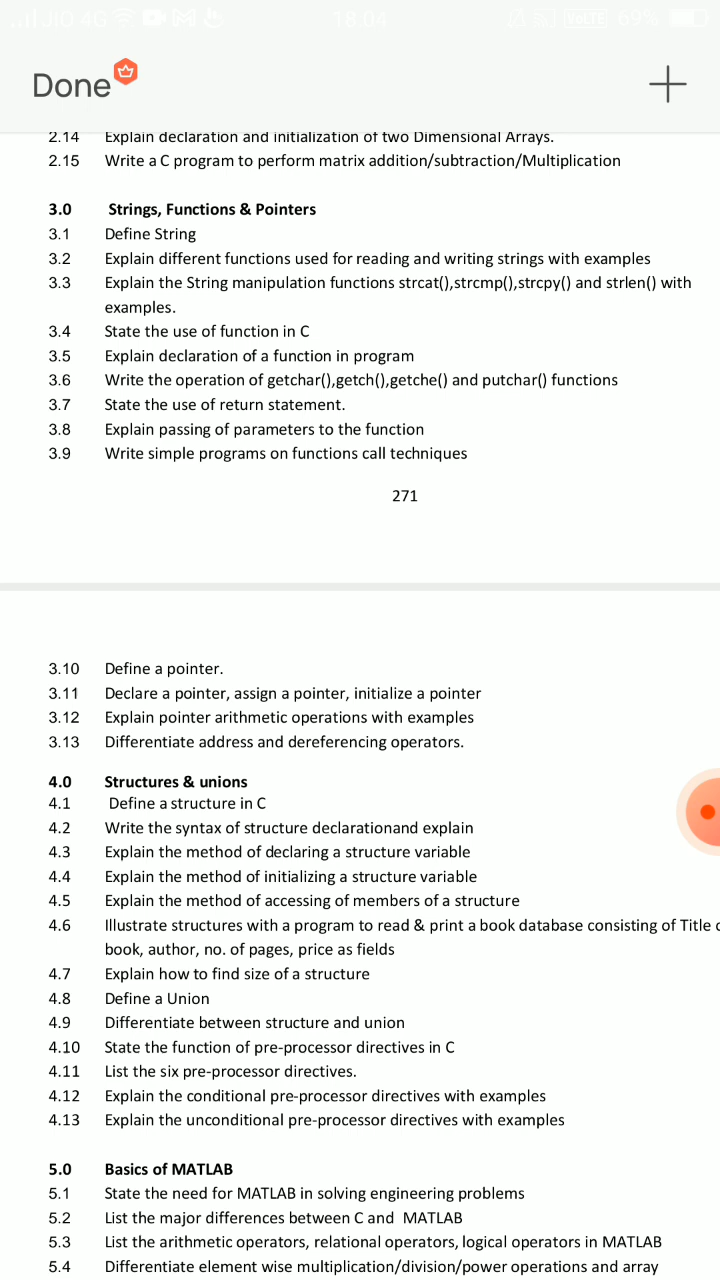 JIO 4G 18.04 VoLTE 69%
Done
2.14 Explain declaration and initialization of two Dimensional Arrays.
2.15 Write a C program to perform matrix addition/subtraction/Multiplication
3.0 Strings, Functions & Pointers
3.1 Define String
3.2 Explain different functions used for reading and writing strings with examples
3.3 Explain the String manipulation functions strcat(),strcmp(),strcpy() and strlen() with
examples.
3.4 State the use of function in C
3.5 Explain declaration of a function in program
3.6 Write the operation of getchar(),getch(),getche() and putchar() functions
3.7 State the use of return statement.
3.8 Explain passing of parameters to the function
3.9 Write simple programs on functions call techniques
271
3.10 Define a pointer.
3.11 Declare a pointer, assign a pointer, initialize a pointer
3.12 Explain pointer arithmetic operations with examples
3.13 Differentiate address and dereferencing operators.
4.0 Structures & unions
4.1 Define a structure in C
4.2 Write the syntax of structure declarationand explain
4.3 Explain the method of declaring a structure variable
4.4 Explain the method of initializing a structure variable
4.5 Explain the method of accessing of members of a structure
4.6 Illustrate structures with a program to read & print a book database consisting of Title
book, author, no. of pages, price as fields
4.7 Explain how to find size of a structure
4.8 Define a Union
4.9 Differentiate between structure and union
4.10 State the function of pre-processor directives in C
4.11 List the six pre-processor directives.
4.12 Explain the conditional pre-processor directives with examples
4.13 Explain the unconditional pre-processor directives with examples
5.0 Basics of MATLAB
5.1 State the need for MATLAB in solving engineering problems
5.2 List the major differences between C and MATLAB
5.3 List the arithmetic operators, relational operators, logical operators in MATLAB
5.4 Differentiate element wise multiplication/division/power operations and array